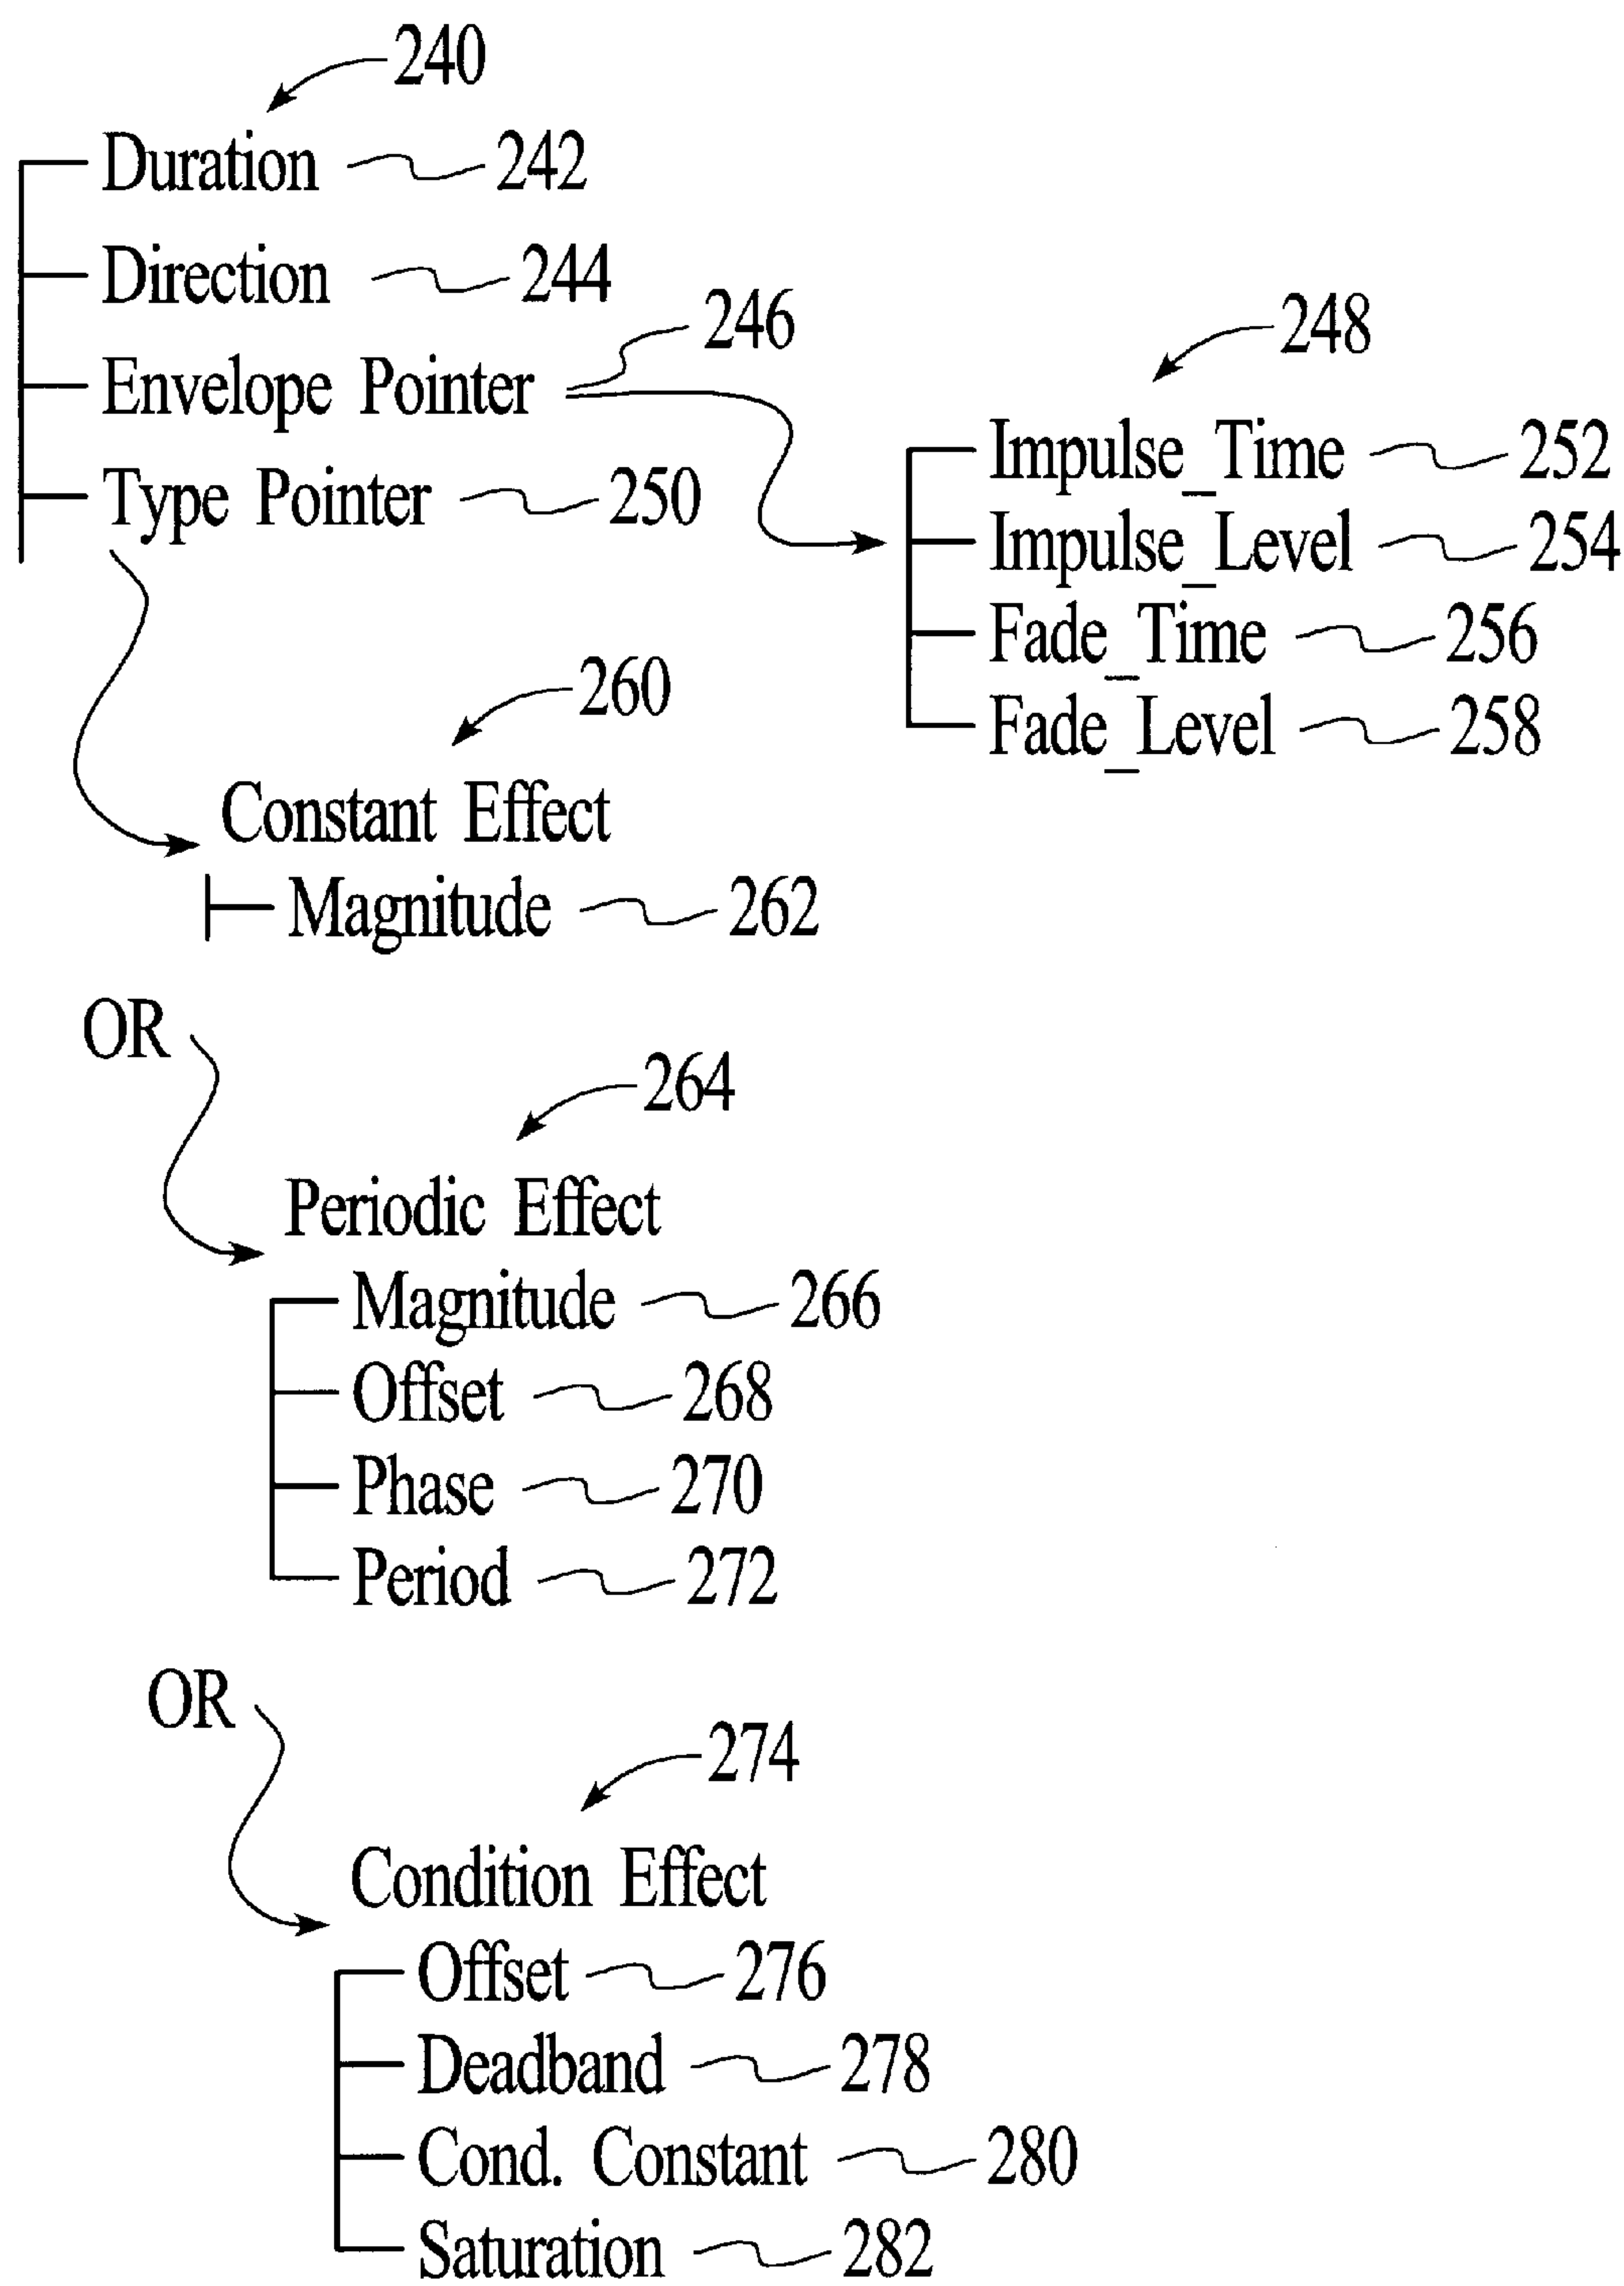 240
Duration 242
Direction 244
Envelope Pointer 246
Type Pointer 250
248
Impulse_Time 252
Impulse_Level 254
Fade_Time 256
Fade_Level 258
260
Constant Effect
Magnitude 262
OR
264
Periodic Effect
Magnitude 266
Offset 268
Phase 270
Period 272
OR
274
Condition Effect
Offset 276
Deadband 278
Cond. Constant 280
Saturation 282